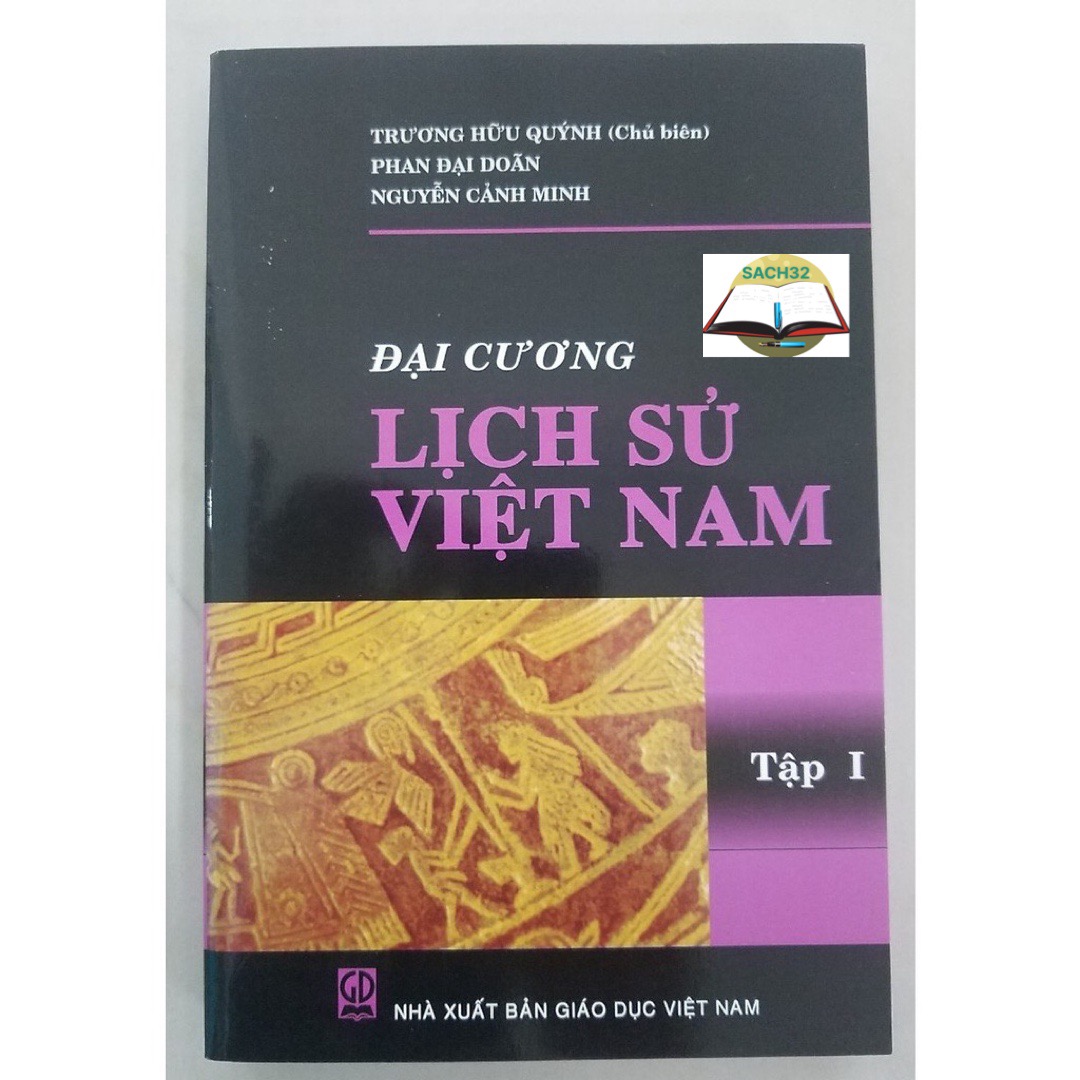 TRƯƠNG HỮU QUÝNH (Chủ biên)
PHAN ĐẠI DOÃN
NGUYỄN CẢNH MINH
SACH32
ĐẠI CƯƠNG
LỊCH SỬ
VIỆT NAM
Tập I
GD
NHÀ XUẤT BẢN GIÁO DỤC VIỆT NAM